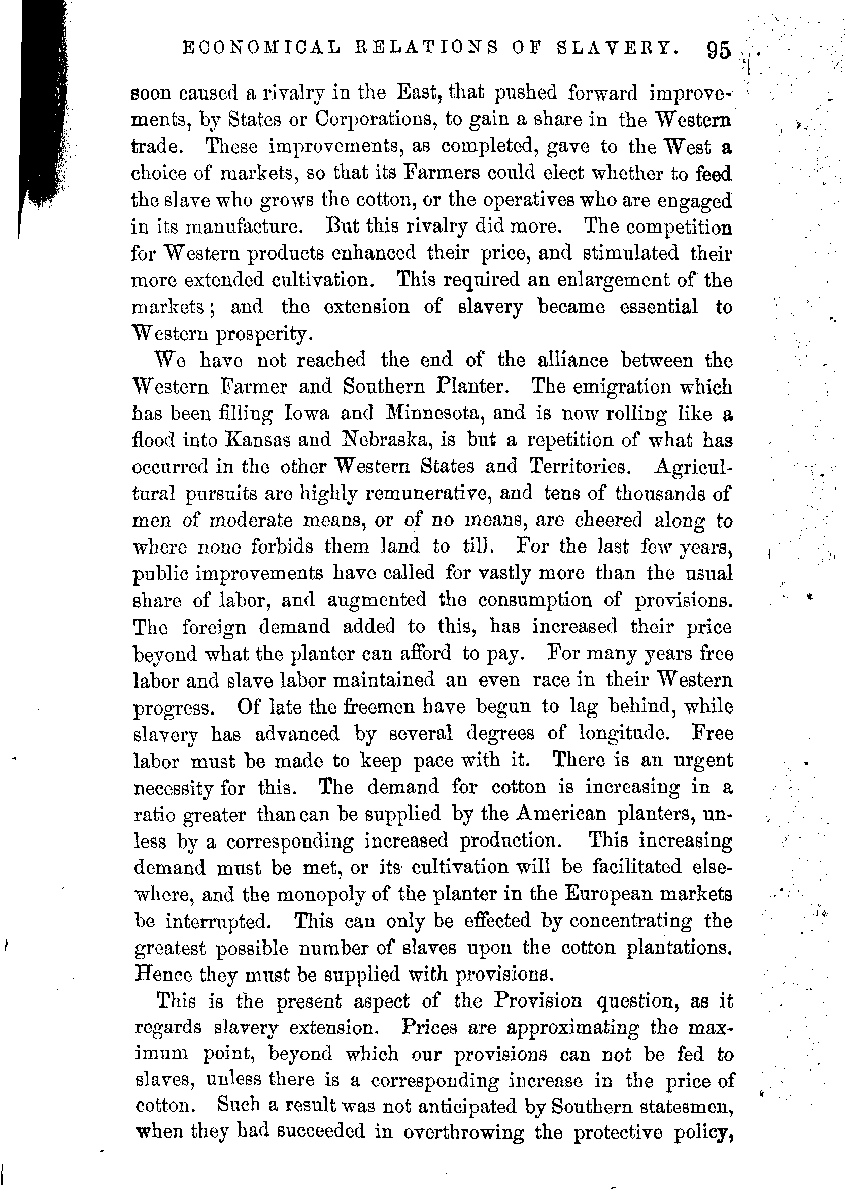 ECONOMICAL RELATIONS OF SLAVERY. 95
soon caused a rivalry in the East, that pushed forward improve-
ments, by States or Corporations, to gain a share in the Western
trade. These improvements, as completed, gave to the West a
choice of markets, so that its Farmers could elect whether to feed
the slave who grows the cotton, or the operatives who are engaged
in its manufacture. But this rivalry did more. The competition
for Western products enhanced their price, and stimulated their
more extended cultivation. This required an enlargement of the
markets; and the extension of slavery became essential to
Western prosperity.
We have not reached the end of the alliance between the
Western Farmer and Southern Planter. The emigration which
has been filling Iowa and Minnesota, and is now rolling like a
flood into Kansas and Nebraska, is but a repetition of what has
occurred in the other Western States and Territories. Agricul-
tural pursuits are highly remunerative, and tens of thousands of
men of moderate means, or of no means, are cheered along to
where none forbids them land to till. For the last few years,
public improvements have called for vastly more than the usual
share of labor, and augmented the consumption of provisions.
The foreign demand added to this, has increased their price
beyond what the planter can afford to pay. For many years free
labor and slave labor maintained an even race in their Western
progress. Of late the freemen have begun to lag behind, while
slavery has advanced by several degrees of longitude. Free
labor must be made to keep pace with it. There is an urgent
necessity for this. The demand for cotton is increasing in a
ratio greater than can be supplied by the American planters, un-
less by a corresponding increased production. This increasing
demand must be met, or its cultivation will be facilitated else-
where, and the monopoly of the planter in the European markets
be interrupted. This can only be effected by concentrating the
greatest possible number of slaves upon the cotton plantations.
Hence they must be supplied with provisions.
This is the present aspect of the Provision question, as it
regards slavery extension. Prices are approximating the max-
imum point, beyond which our provisions can not be fed to
slaves, unless there is a corresponding increase in the price of
cotton. Such a result was not anticipated by Southern statesmen,
when they had succeeded in overthrowing the protective policy,